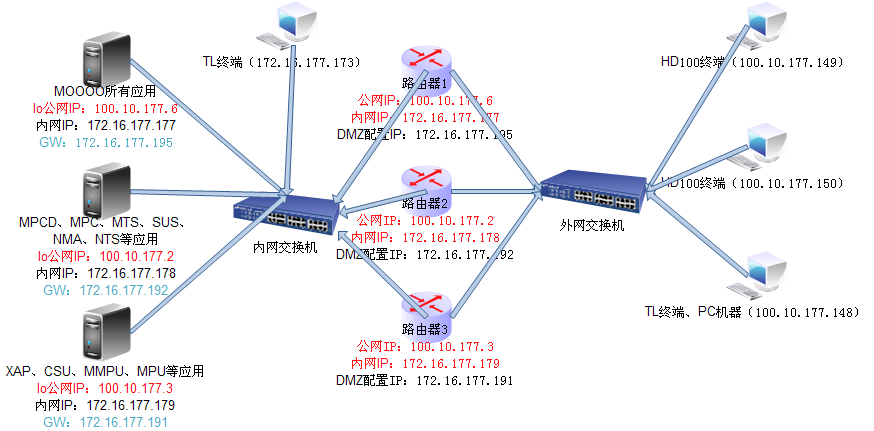 TL终端（172.16.177.173）
MOOOO所有应用
lo公网IP：100.10.177.6
内网IP：172.16.177.177
GW：172.16.177.195
MPCD、MPC、MTS、SUS、
NMA、NTS等应用
lo公网IP：100.10.177.2
内网IP：172.16.177.178
GW：172.16.177.192
XAP、CSU、MMPU、MPU等应用
lo公网IP：100.10.177.3
内网IP：172.16.177.179
GW：172.16.177.191
内网交换机
路由器1
公网IP：100.10.177.6
内网IP：172.16.177.177
DMZ配置IP：172.16.177.195
路由器2
公网IP：100.10.177.2
内网IP：172.16.177.178
DMZ配置IP：172.16.177.192
路由器3
公网IP：100.10.177.3
内网IP：172.16.177.179
DMZ配置IP：172.16.177.191
外网交换机
HD100终端（100.10.177.149）
HD100终端（100.10.177.150）
TL终端、PC机器（100.10.177.148）